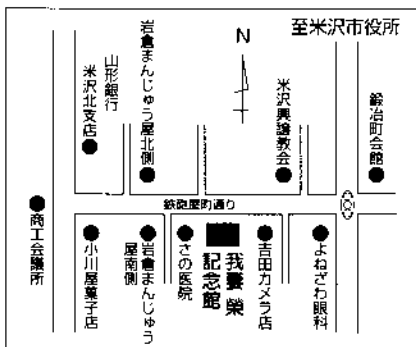 至米沢市役所
N
山形銀行
米沢北支店
岩倉まんじゅう屋北側
米沢興譲教会
鍛冶町会館
鉄砲屋町通り
商工会議所
小川屋菓子店
岩倉まんじゅう
屋南側
さの医院
我妻 榮
記念館
吉田カメラ店
よねざわ眼科